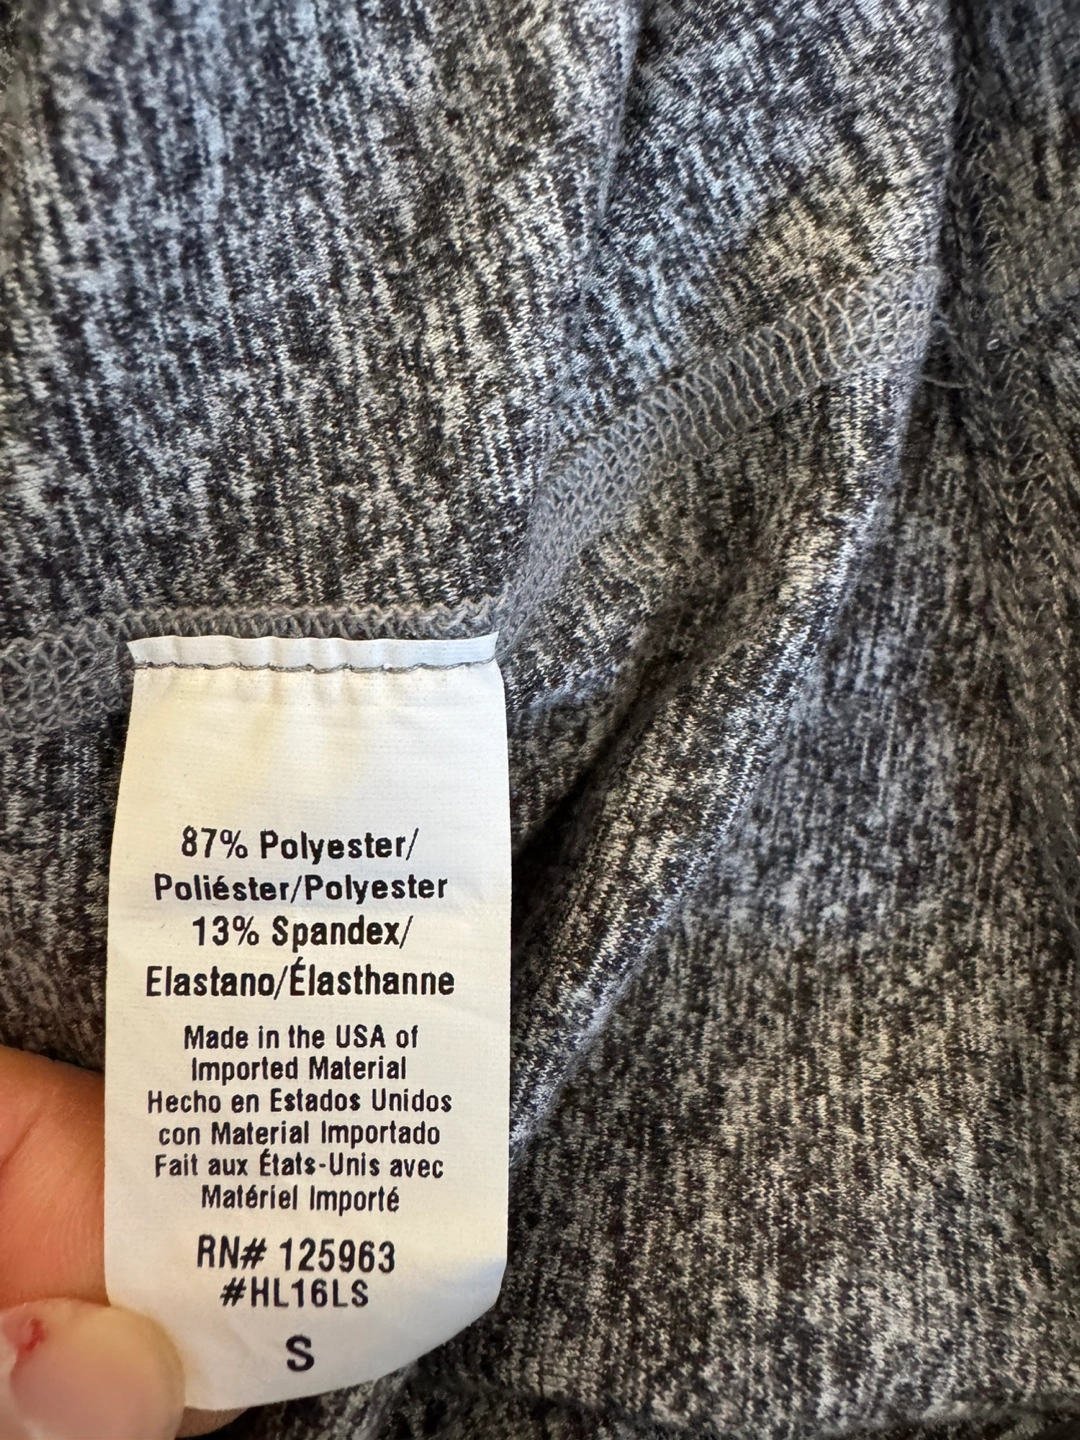 87% Polyester/
Poliéster/Polyester
13% Spandex/
Elastano/Élasthanne
Made in the USA of
Imported Material
Hecho en Estados Unidos
con Material Importado
Fait aux États-Unis avec
Matériel Importé
RN# 125963
#HL16LS
S